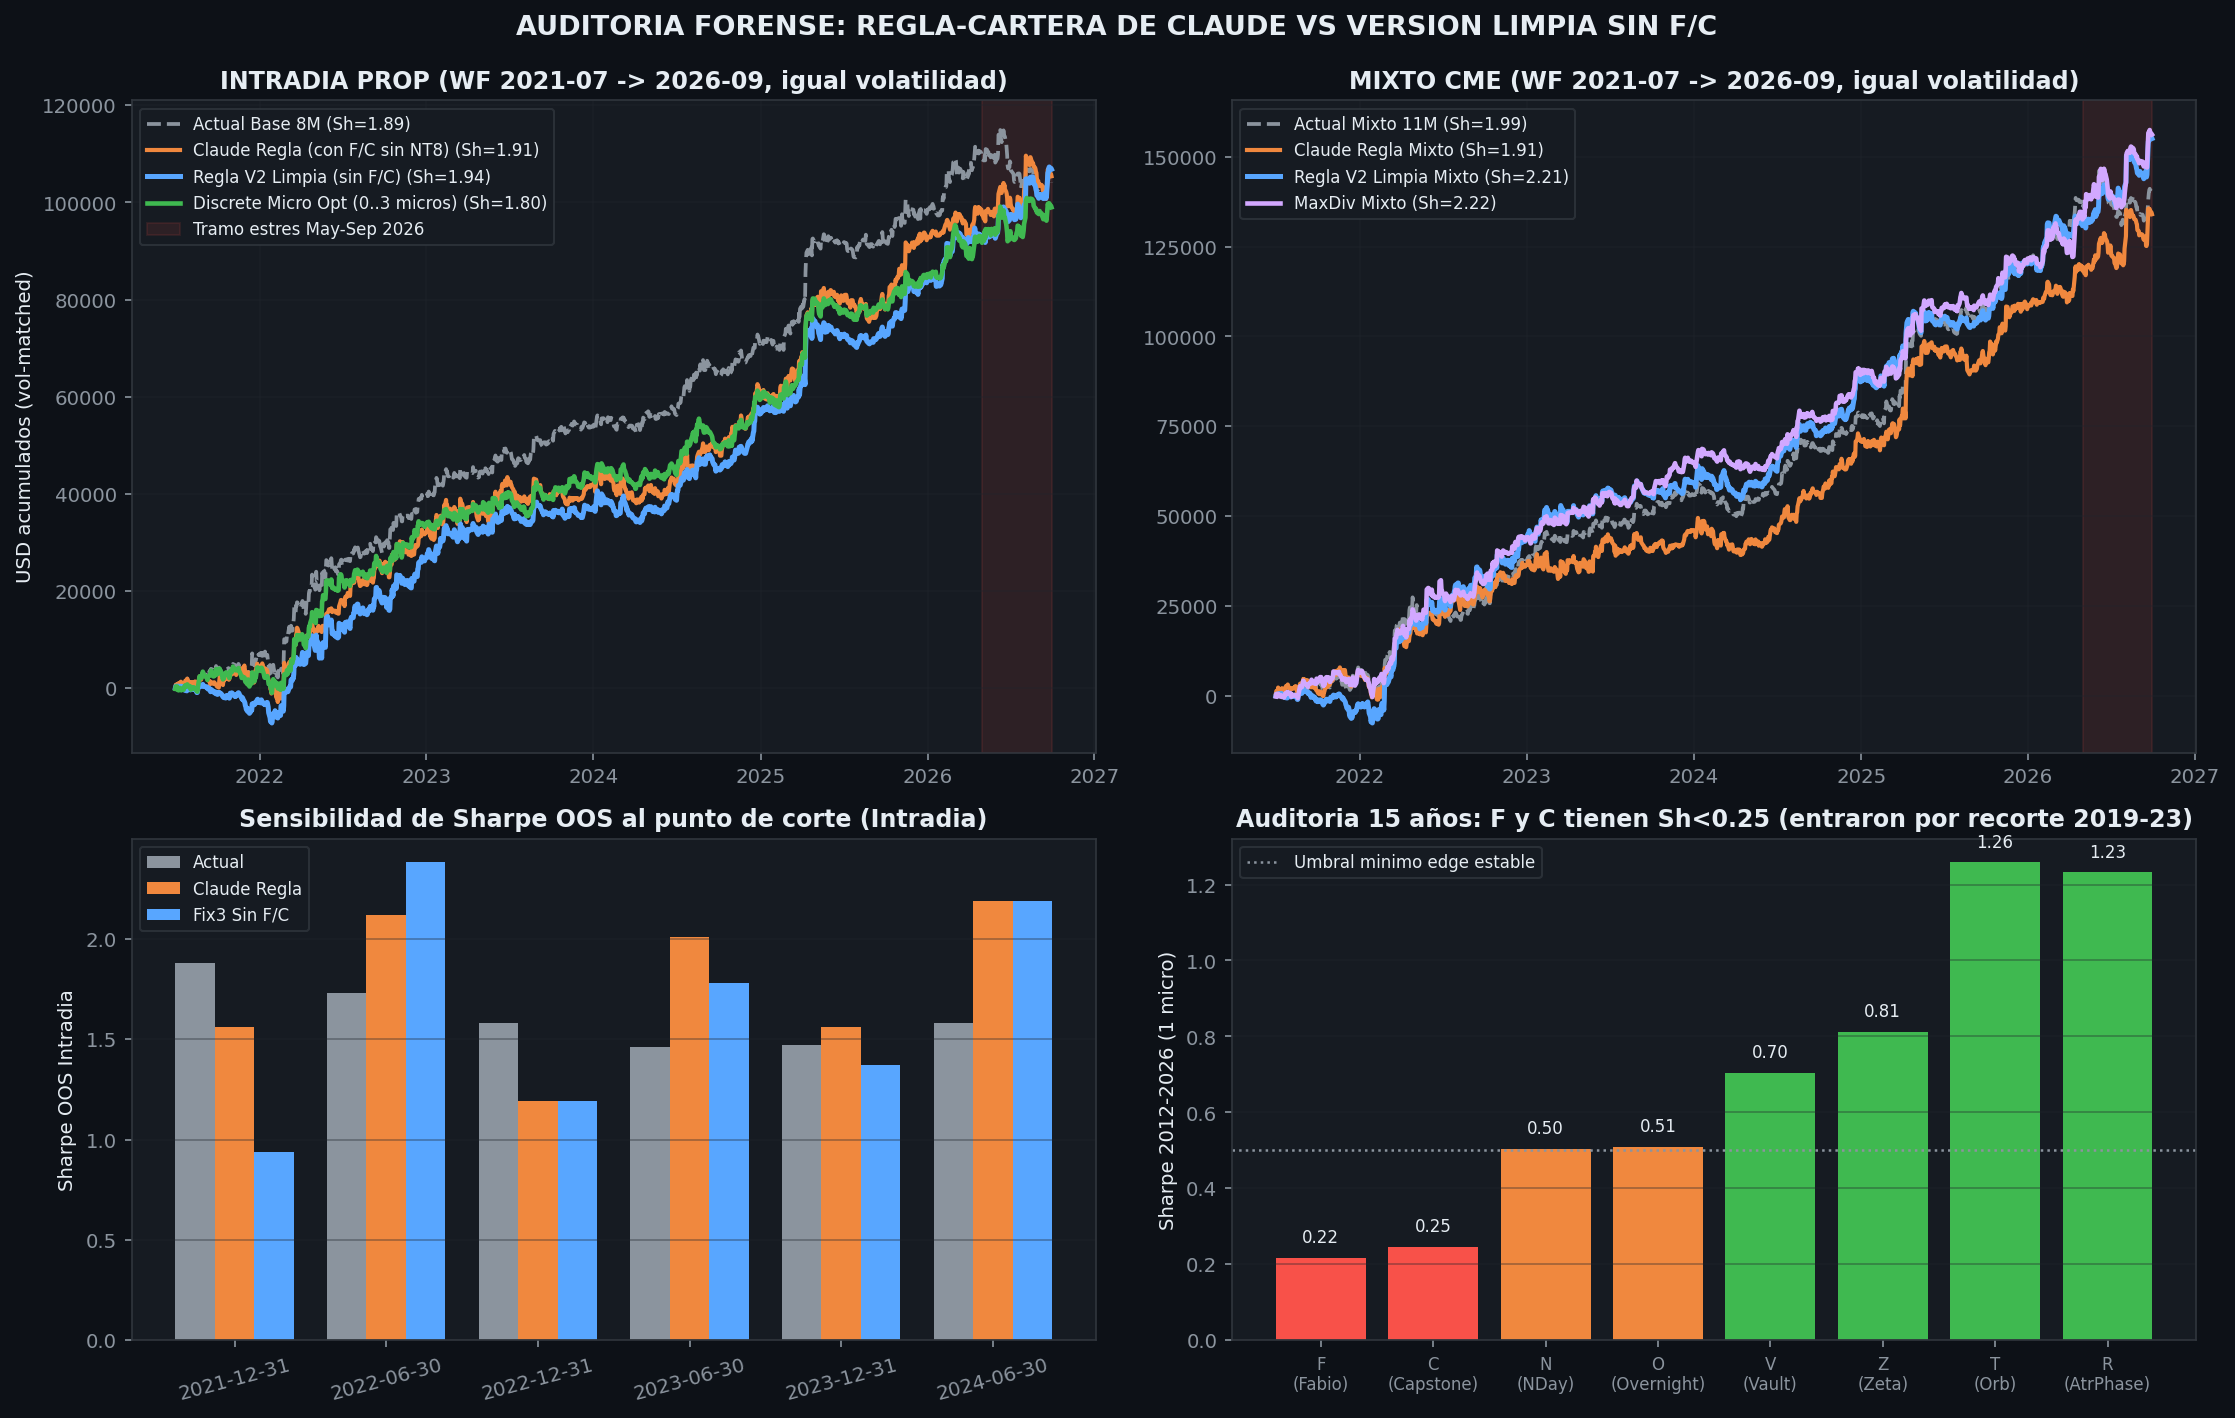 AUDITORIA FORENSE: REGLA-CARTERA DE CLAUDE VS VERSION LIMPIA SIN F/C
INTRADIA PROP (WF 2021-07 -> 2026-09, igual volatilidad)
120000
100000
80000
60000
40000
20000
0
USD acumulados (vol-matched)
Actual Base 8M (Sh=1.89)
Claude Regla (con F/C sin NT8) (Sh=1.91)
Regla V2 Limpia (sin F/C) (Sh=1.94)
Discrete Micro Opt (0..3 micros) (Sh=1.80)
Tramo estres May-Sep 2026
2022 2023 2024 2025 2026 2027
MIXTO CME (WF 2021-07 -> 2026-09, igual volatilidad)
150000
125000
100000
75000
50000
25000
0
Actual Mixto 11M (Sh=1.99)
Claude Regla Mixto (Sh=1.91)
Regla V2 Limpia Mixto (Sh=2.21)
MaxDiv Mixto (Sh=2.22)
2022 2023 2024 2025 2026 2027
Sensibilidad de Sharpe OOS al punto de corte (Intradia)
Actual
Claude Regla
Fix3 Sin F/C
2.0
1.5
1.0
0.5
0.0
Sharpe OOS Intradia
2021-12-31 2022-06-30 2022-12-31 2023-06-30 2023-12-31 2024-06-30
Auditoria 15 años: F y C tienen Sh<0.25 (entraron por recorte 2019-23)
Umbral minimo edge estable
1.2
1.0
0.8
0.6
0.4
0.2
0.0
Sharpe 2012-2026 (1 micro)
0.22 0.25 0.50 0.51 0.70 0.81 1.26 1.23
F C N O V Z T R
(Fabio) (Capstone) (NDay) (Overnight) (Vault) (Zeta) (Orb) (AtrPhase)